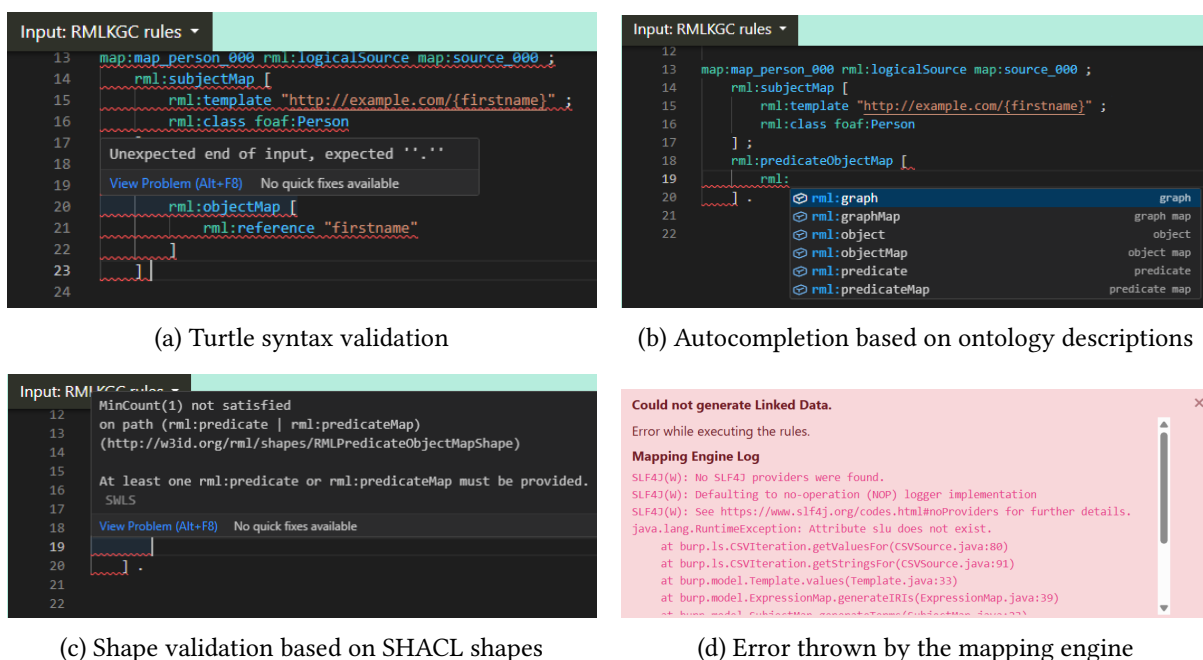 Input: RMLKGC rules
13 map:map_person_000 rml:logicalSource map:source_000 ;
14 rml:subjectMap [
15 rml:template "http://example.com/{firstname}" ;
16 rml:class foaf:Person
17
18 Unexpected end of input, expected ''.''
19 View Problem (Alt+F8) No quick fixes available
20 rml:objectMap [
21 rml:reference "firstname"
22 ]
23 ]
24
(a) Turtle syntax validation
Input: RMLKGC rules
12
13 map:map_person_000 rml:logicalSource map:source_000 ;
14 rml:subjectMap [
15 rml:template "http://example.com/{firstname}" ;
16 rml:class foaf:Person
17 ] ;
18 rml:predicateObjectMap [
19 rml:
20 ] .
rml:graph graph
21 rml:graphMap graph map
22 rml:object object
rml:objectMap object map
rml:predicate predicate
rml:predicateMap predicate map
(b) Autocompletion based on ontology descriptions
Input: RM
12 MinCount(1) not satisfied
13 on path (rml:predicate | rml:predicateMap)
14 (http://w3id.org/rml/shapes/RMLPredicateObjectMapShape)
15
16 At least one rml:predicate or rml:predicateMap must be provided.
17 SWLS
18 View Problem (Alt+F8) No quick fixes available
19
20 ] .
21
22
(c) Shape validation based on SHACL shapes
Could not generate Linked Data.
Error while executing the rules.
Mapping Engine Log
SLF4J(W): No SLF4J providers were found.
SLF4J(W): Defaulting to no-operation (NOP) logger implementation
SLF4J(W): See https://www.slf4j.org/codes.html#noProviders for further details.
java.lang.RuntimeException: Attribute slu does not exist.
at burp.ls.CSVIteration.getValuesFor(CSVSource.java:80)
at burp.ls.CSVIteration.getStringsFor(CSVSource.java:91)
at burp.model.Template.values(Template.java:33)
at burp.model.ExpressionMap.generateIRIs(ExpressionMap.java:39)
(d) Error thrown by the mapping engine